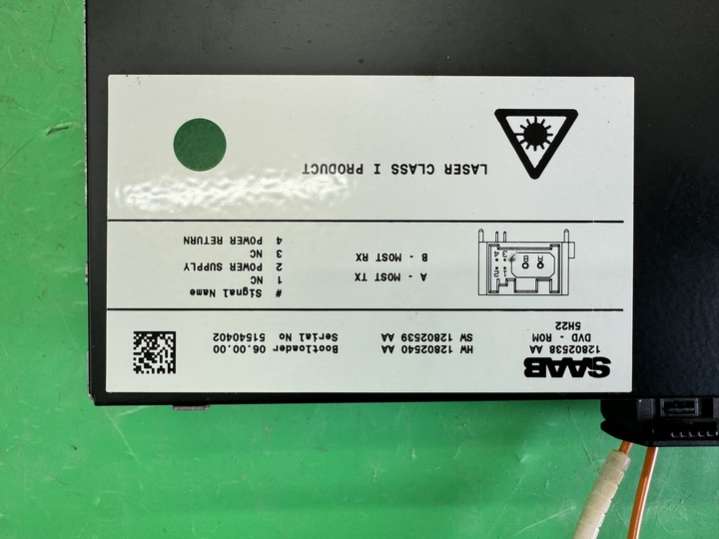 SAAB
12802538 AA
DVD - ROM
5H22
HW 12802540 AA
SW 12802539 AA
Bootloader 06.00.00
Serial No 51540402
A - MOST TX
B - MOST RX
# Signal Name
1 NC
2 POWER SUPPLY
3 NC
4 POWER RETURN
LASER CLASS I PRODUCT